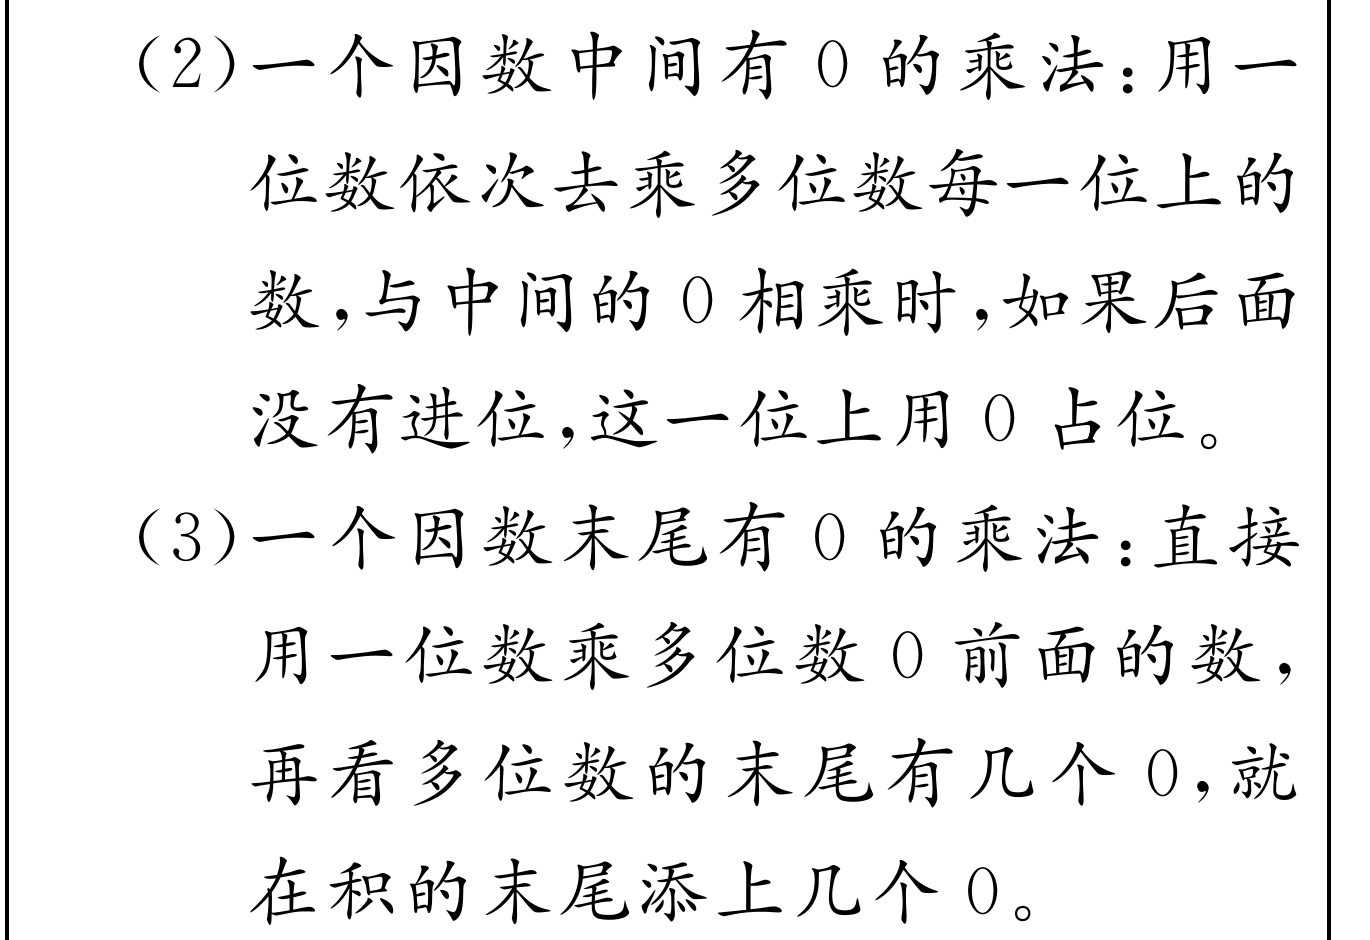 (2)一个因数中间有0的乘法:用一
位数依次去乘多位数每一位上的
数,与中间的0相乘时,如果后面
没有进位,这一位上用0占位。
(3)一个因数末尾有0的乘法:直接
用一位数乘多位数0前面的数,
再看多位数的末尾有几个0,就
在积的末尾添上几个0。